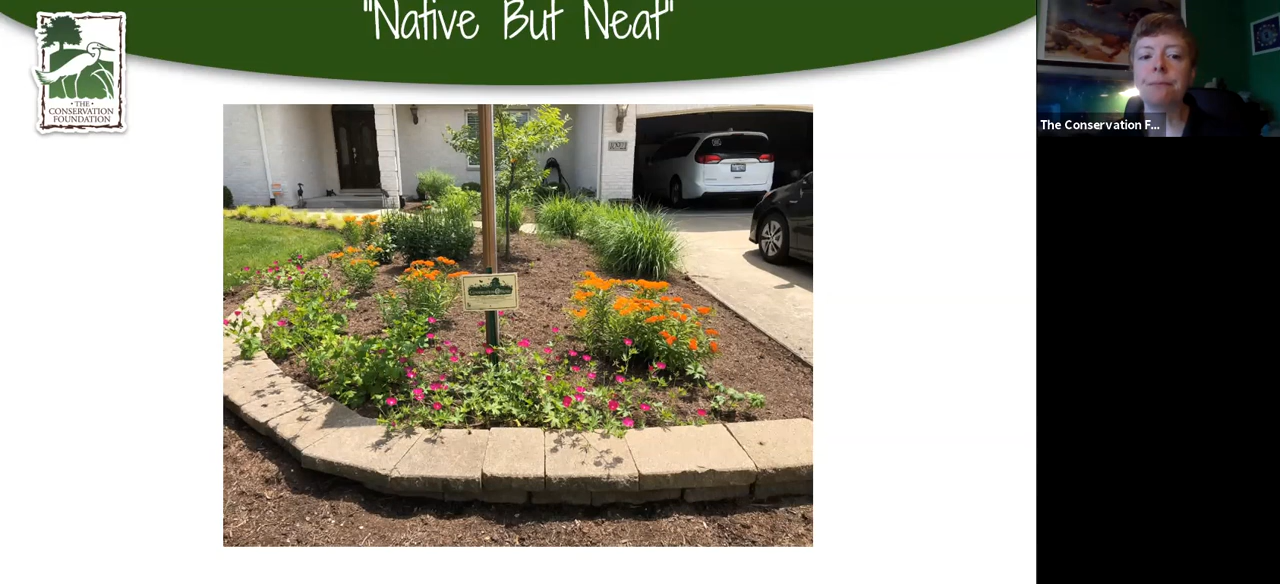 "Native But Neat"
THE
CONSERVATION
FOUNDATION
The Conservation F...